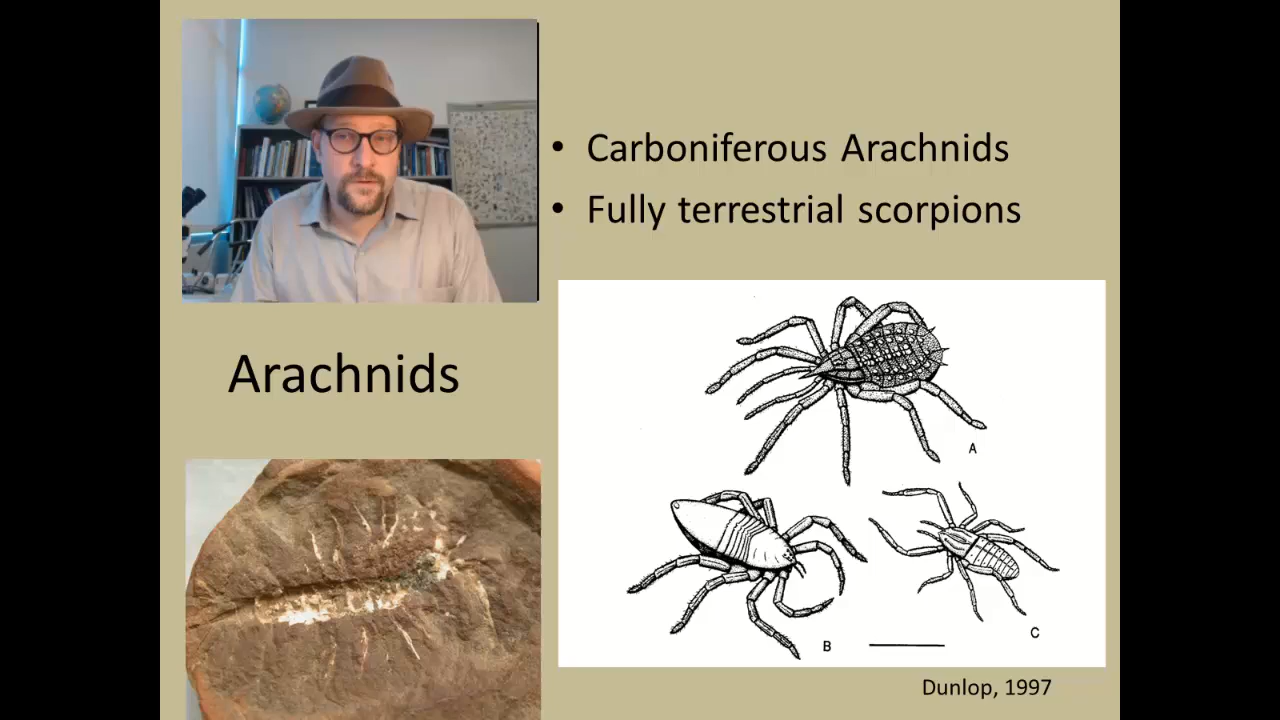 • Carboniferous Arachnids
• Fully terrestrial scorpions
Arachnids
A
B
C
Dunlop, 1997